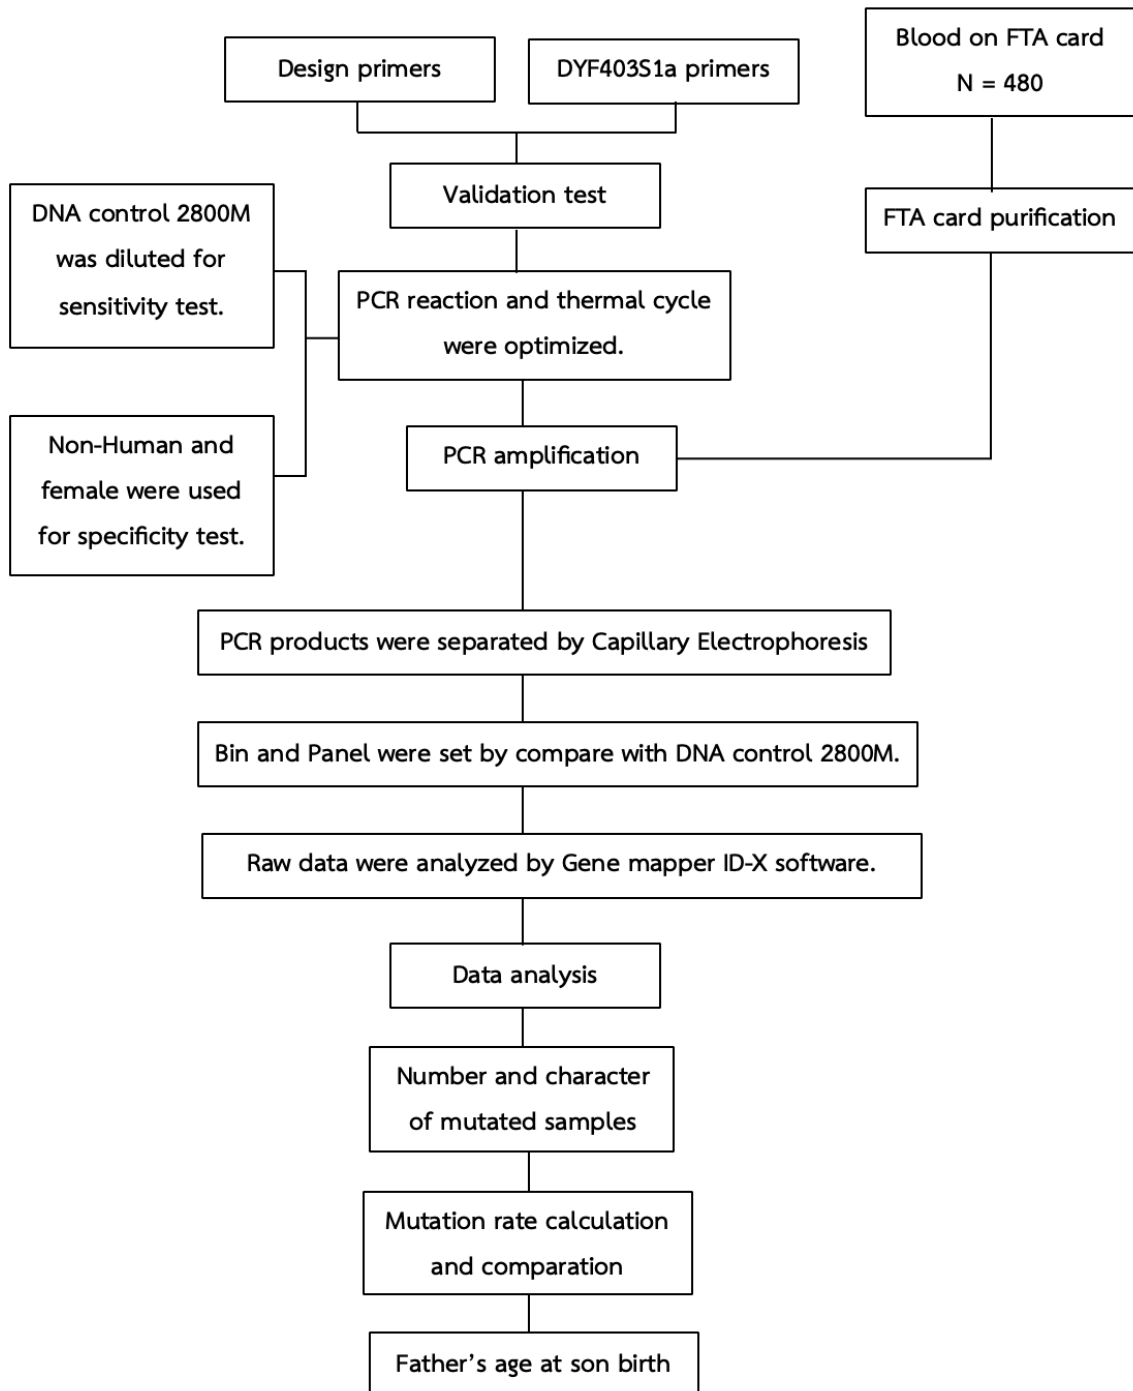 Design primers
DYF403S1a primers
Blood on FTA card
N = 480
Validation test
FTA card purification
DNA control 2800M
was diluted for
sensitivity test.
PCR reaction and thermal cycle
were optimized.
Non-Human and
female were used
for specificity test.
PCR amplification
PCR products were separated by Capillary Electrophoresis
Bin and Panel were set by compare with DNA control 2800M.
Raw data were analyzed by Gene mapper ID-X software.
Data analysis
Number and character
of mutated samples
Mutation rate calculation
and comparation
Father's age at son birth